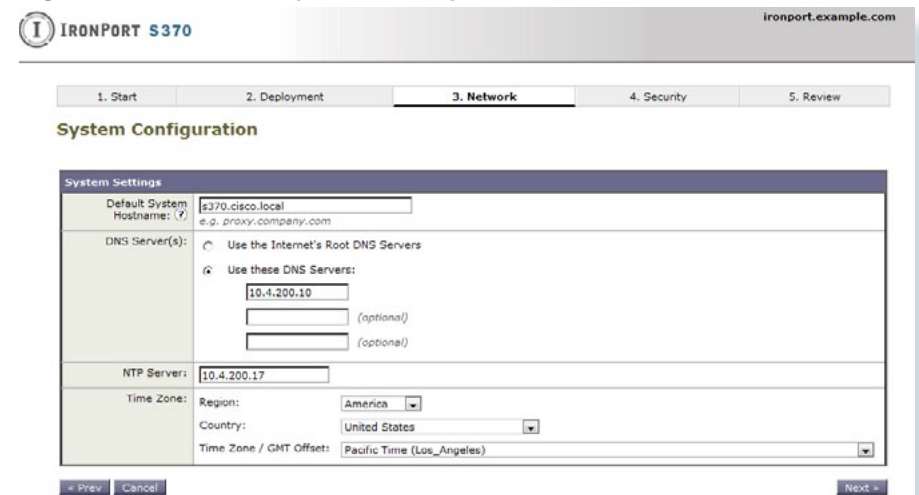 ironport.example.com
IRONPORT S370
1. Start 2. Deployment 3. Network 4. Security 5. Review
System Configuration
System Settings
Default System Hostname: (?) s370.cisco.local
e.g. proxy.company.com
DNS Server(s): Use the Internet's Root DNS Servers
Use these DNS Servers:
10.4.200.10
(optional)
(optional)
NTP Server: 10.4.200.17
Time Zone: Region: America
Country: United States
Time Zone / GMT Offset: Pacific Time (Los_Angeles)
« Prev Cancel Next »